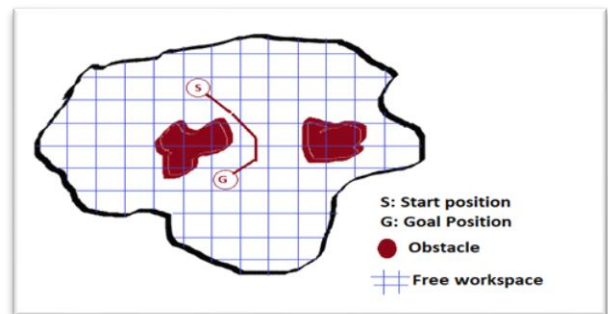 S
G
S: Start position
G: Goal Position
Obstacle
Free workspace